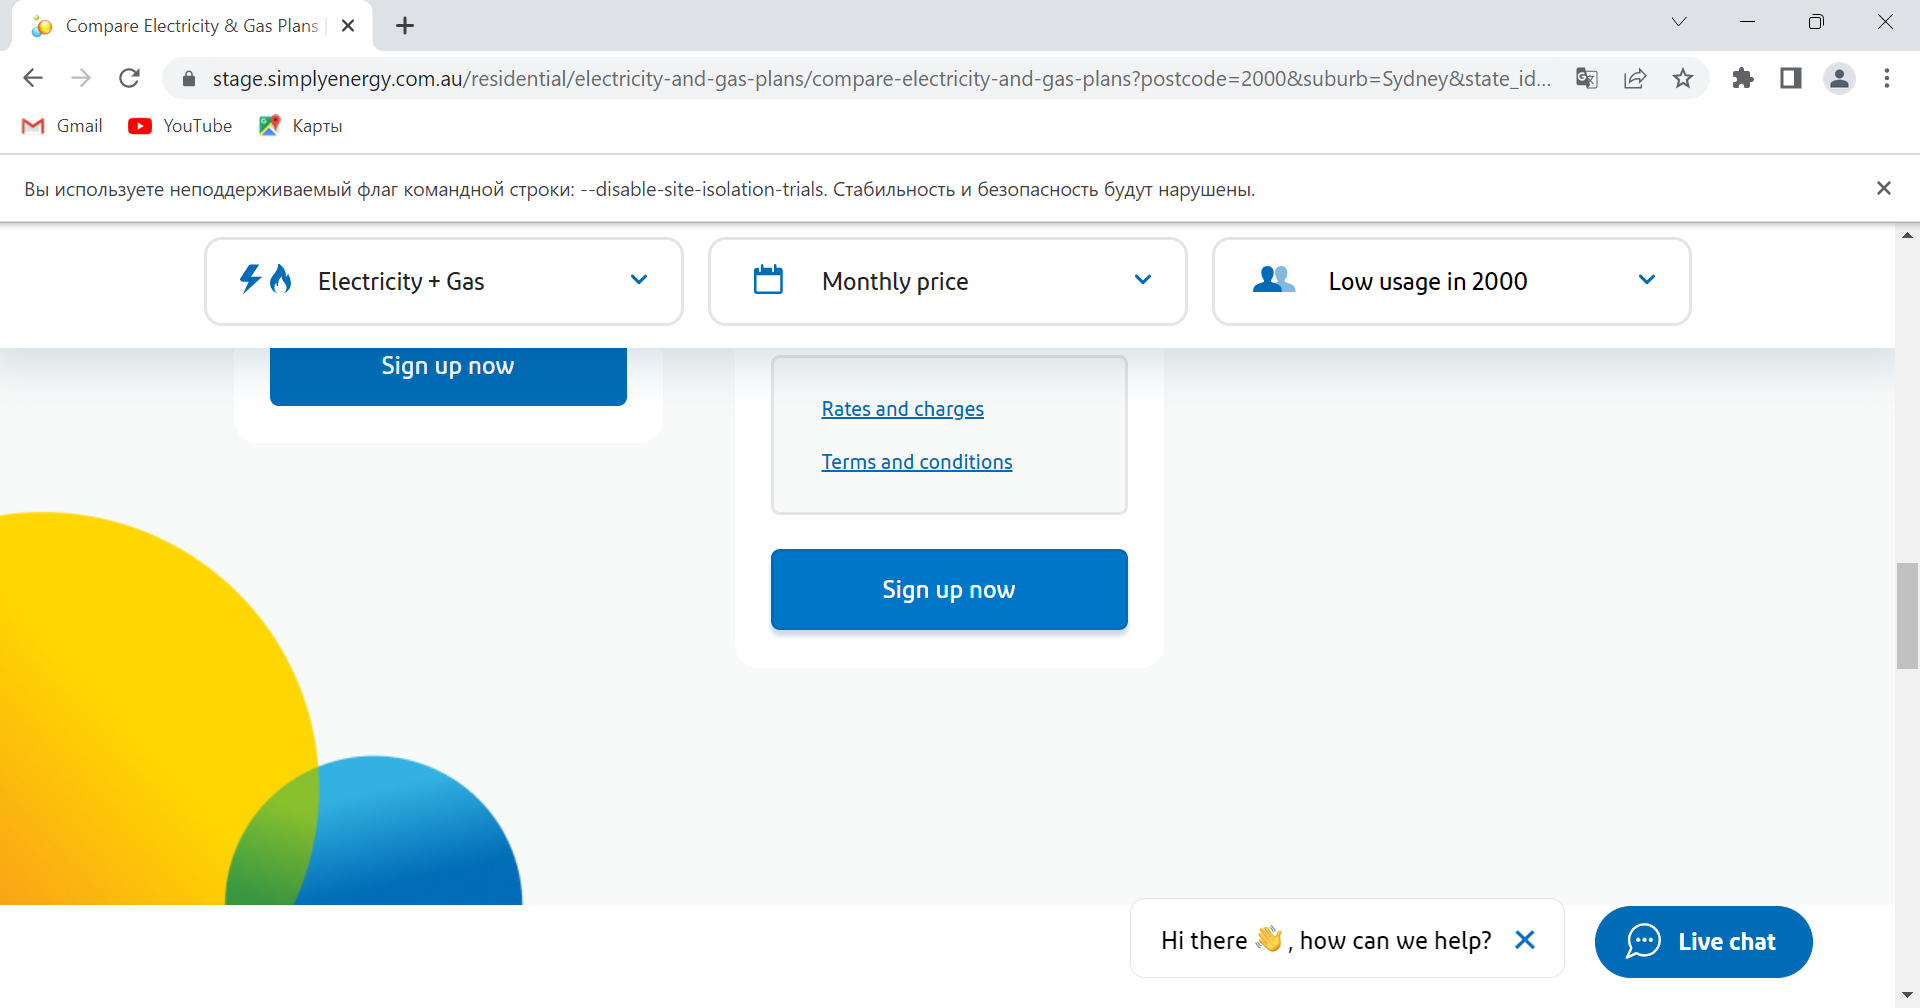 Compare Electricity & Gas Plans
stage.simplyenergy.com.au/residential/electricity-and-gas-plans/compare-electricity-and-gas-plans?postcode=2000&suburb=Sydney&state_id...
Gmail
YouTube
Карты
Вы используете неподдерживаемый флаг командной строки: --disable-site-isolation-trials. Стабильность и безопасность будут нарушены.
Electricity + Gas
Monthly price
Low usage in 2000
Sign up now
Rates and charges
Terms and conditions
Sign up now
Hi there 👋, how can we help?
Live chat